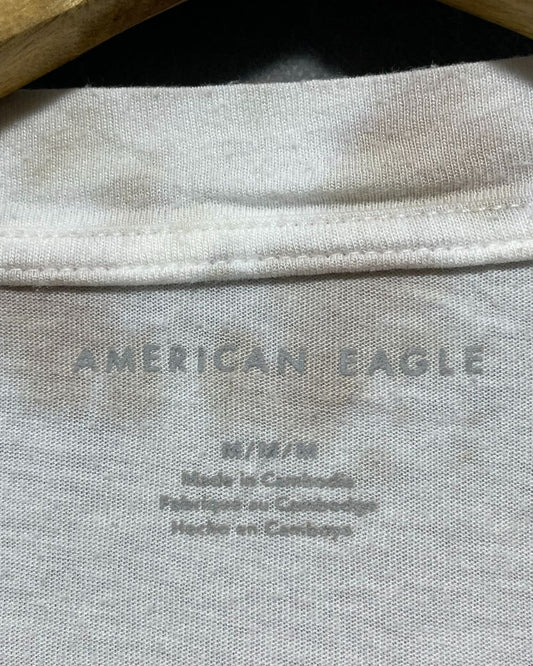 AMERICAN EAGLE
M/M/M
Made in Cambodia
Fabriqué au Cambodge
Hecho en Camboya